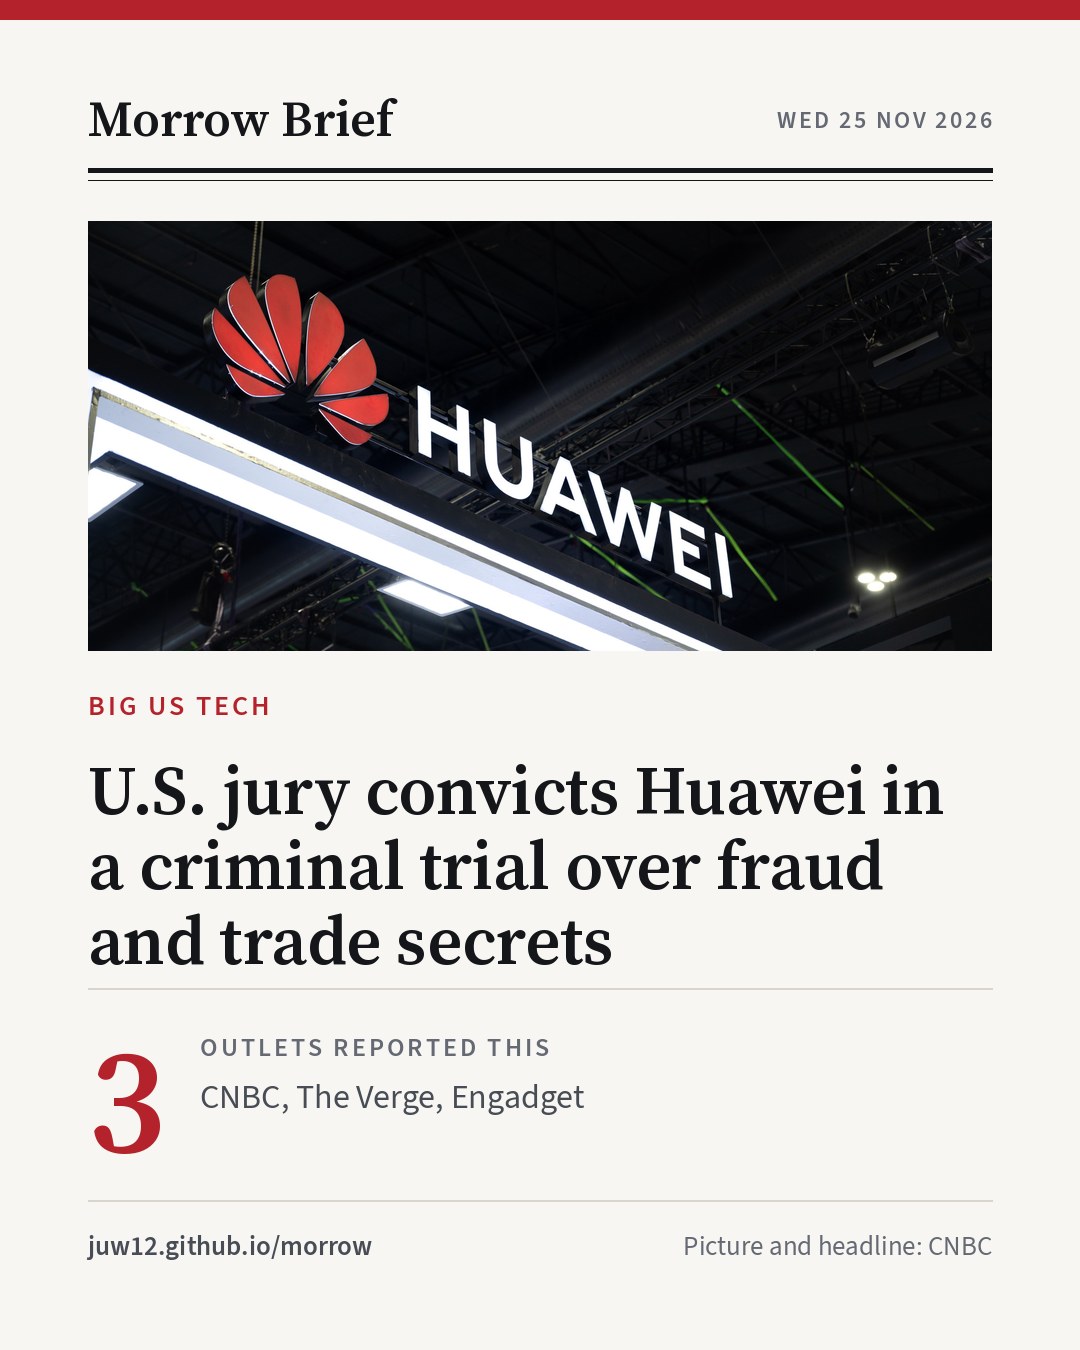 Morrow Brief
WED 25 NOV 2026
HUAWEI
BIG US TECH
U.S. jury convicts Huawei in
a criminal trial over fraud
and trade secrets
3
OUTLETS REPORTED THIS
CNBC, The Verge, Engadget
juw12.github.io/morrow
Picture and headline: CNBC